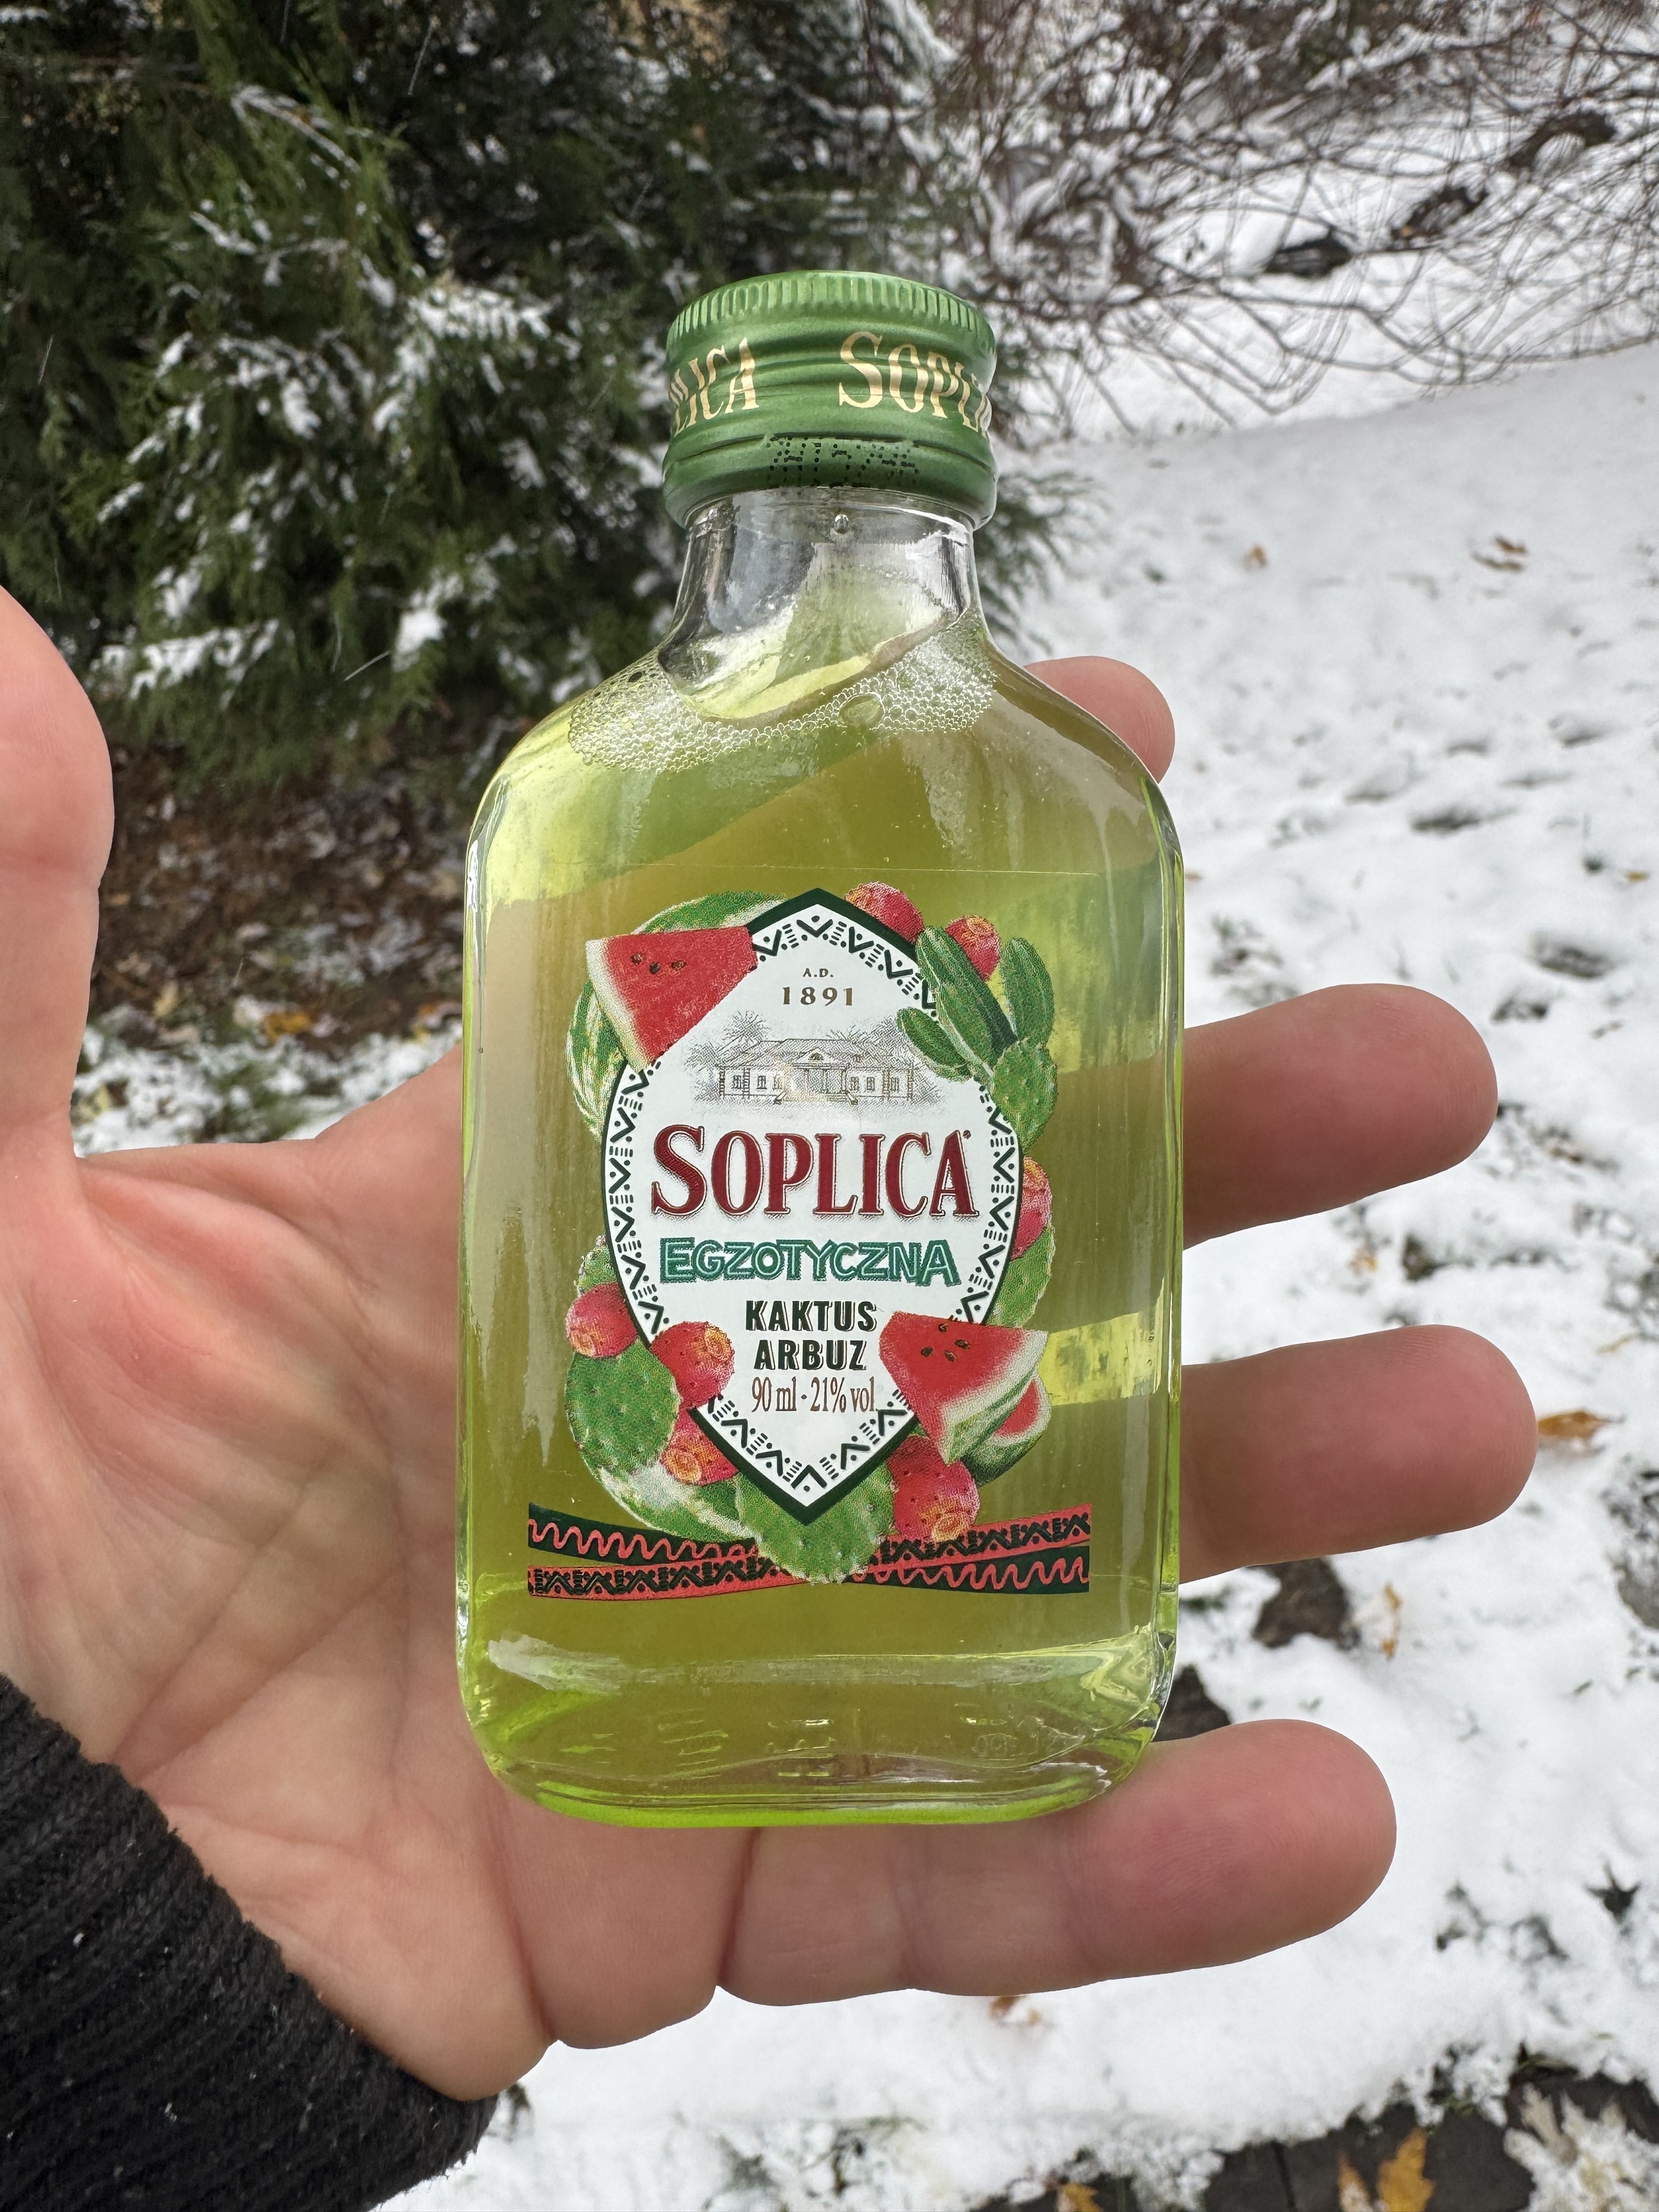 SOPLICA
A.D.
1891
SOPLICA
EGZOTYCZNA
KAKTUS
ARBUZ
90 ml - 21% vol.